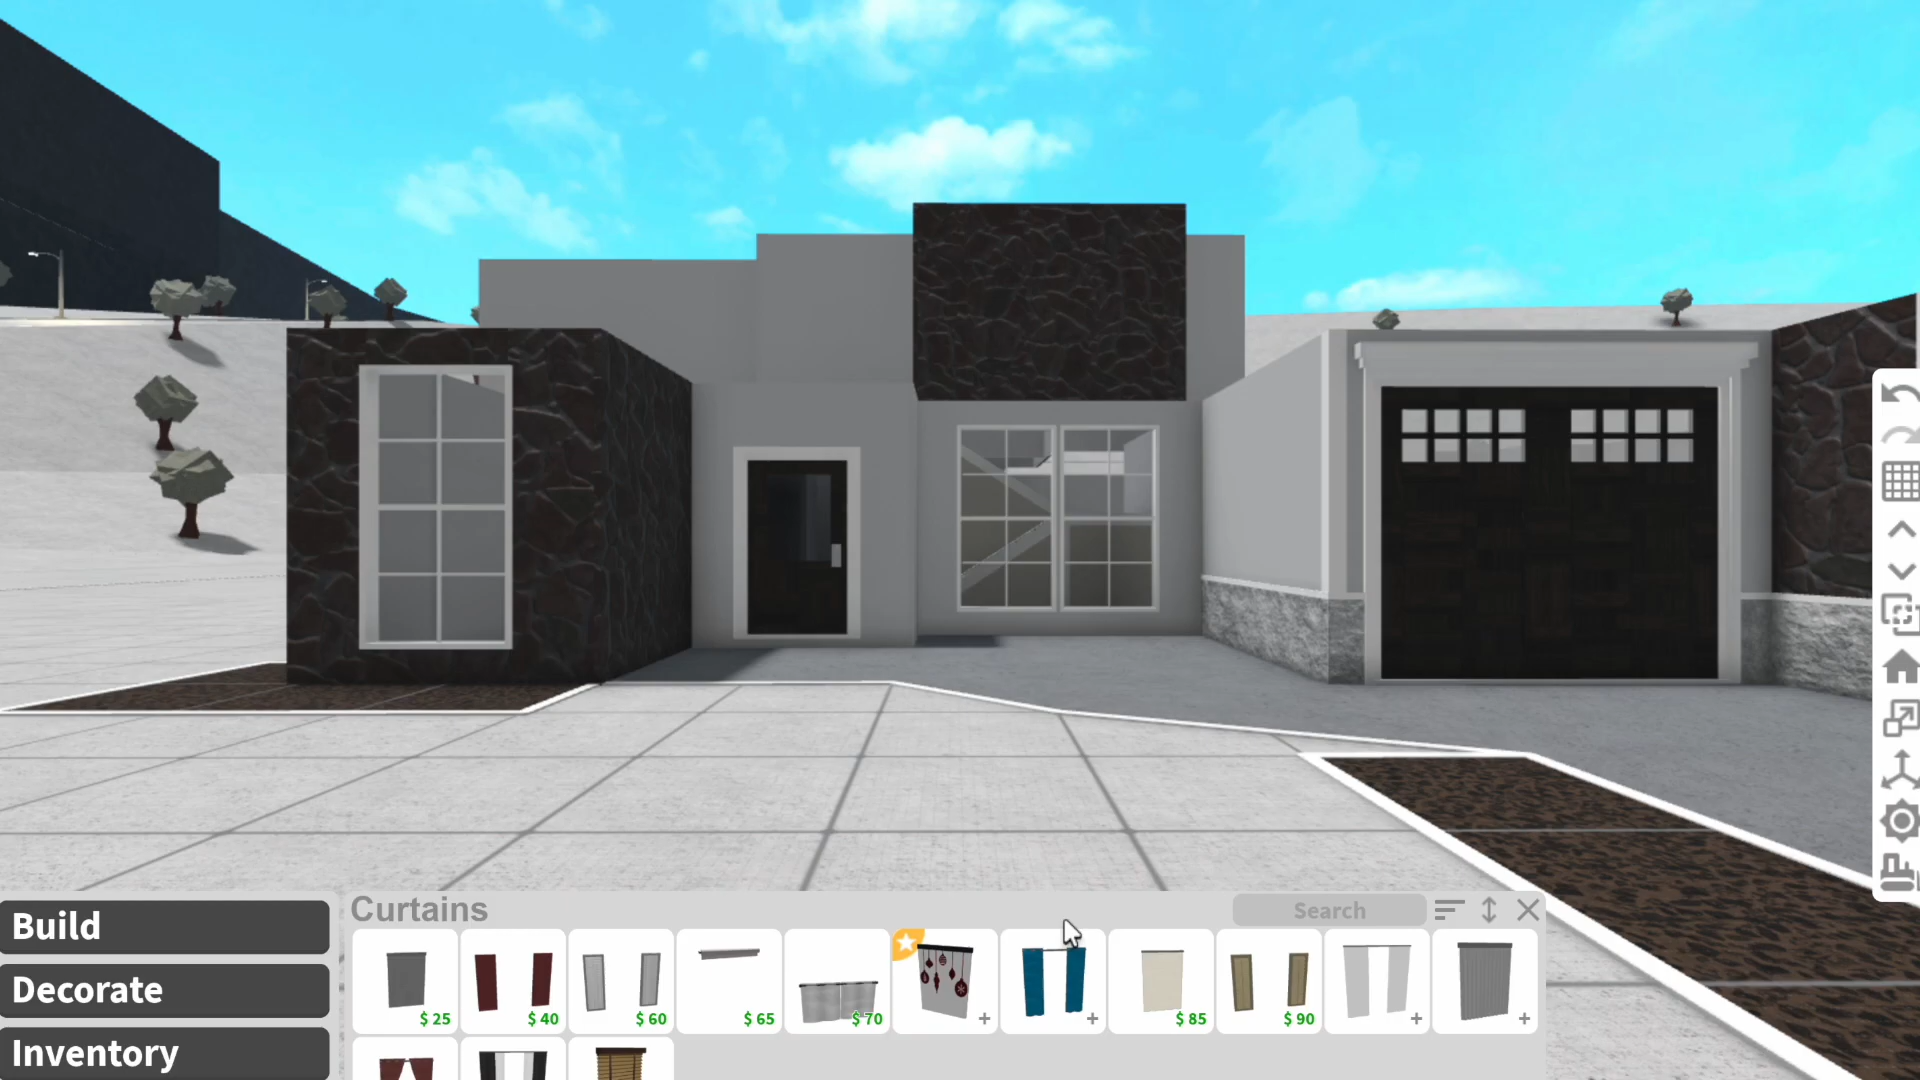 Build
Decorate
Inventory
Curtains
Search
$ 25
$ 40
$ 60
$ 65
$ 70
+
+
$ 85
$ 90
+
+